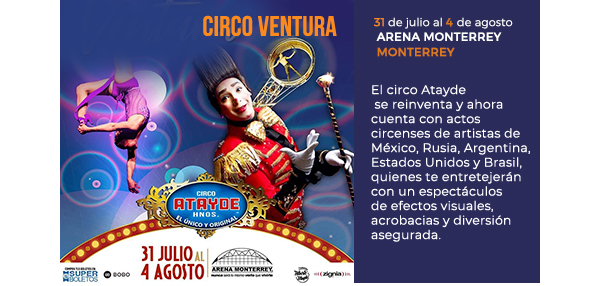 CIRCO VENTURA
CIRCO
ATAYDE
HNOS.
EL ÚNICO Y ORIGINAL
31 JULIO AL
4 AGOSTO
ARENA MONTERREY.
SUPER
BOLETOS
zignia
31 de julio al 4 de agosto
ARENA MONTERREY
MONTERREY
El circo Atayde
se reinventa y ahora
cuenta con actos
circenses de artistas de
México, Rusia, Argentina,
Estados Unidos y Brasil,
quienes te entretejerán
con un espectáculos
de efectos visuales,
acrobacias y diversión
asegurada.